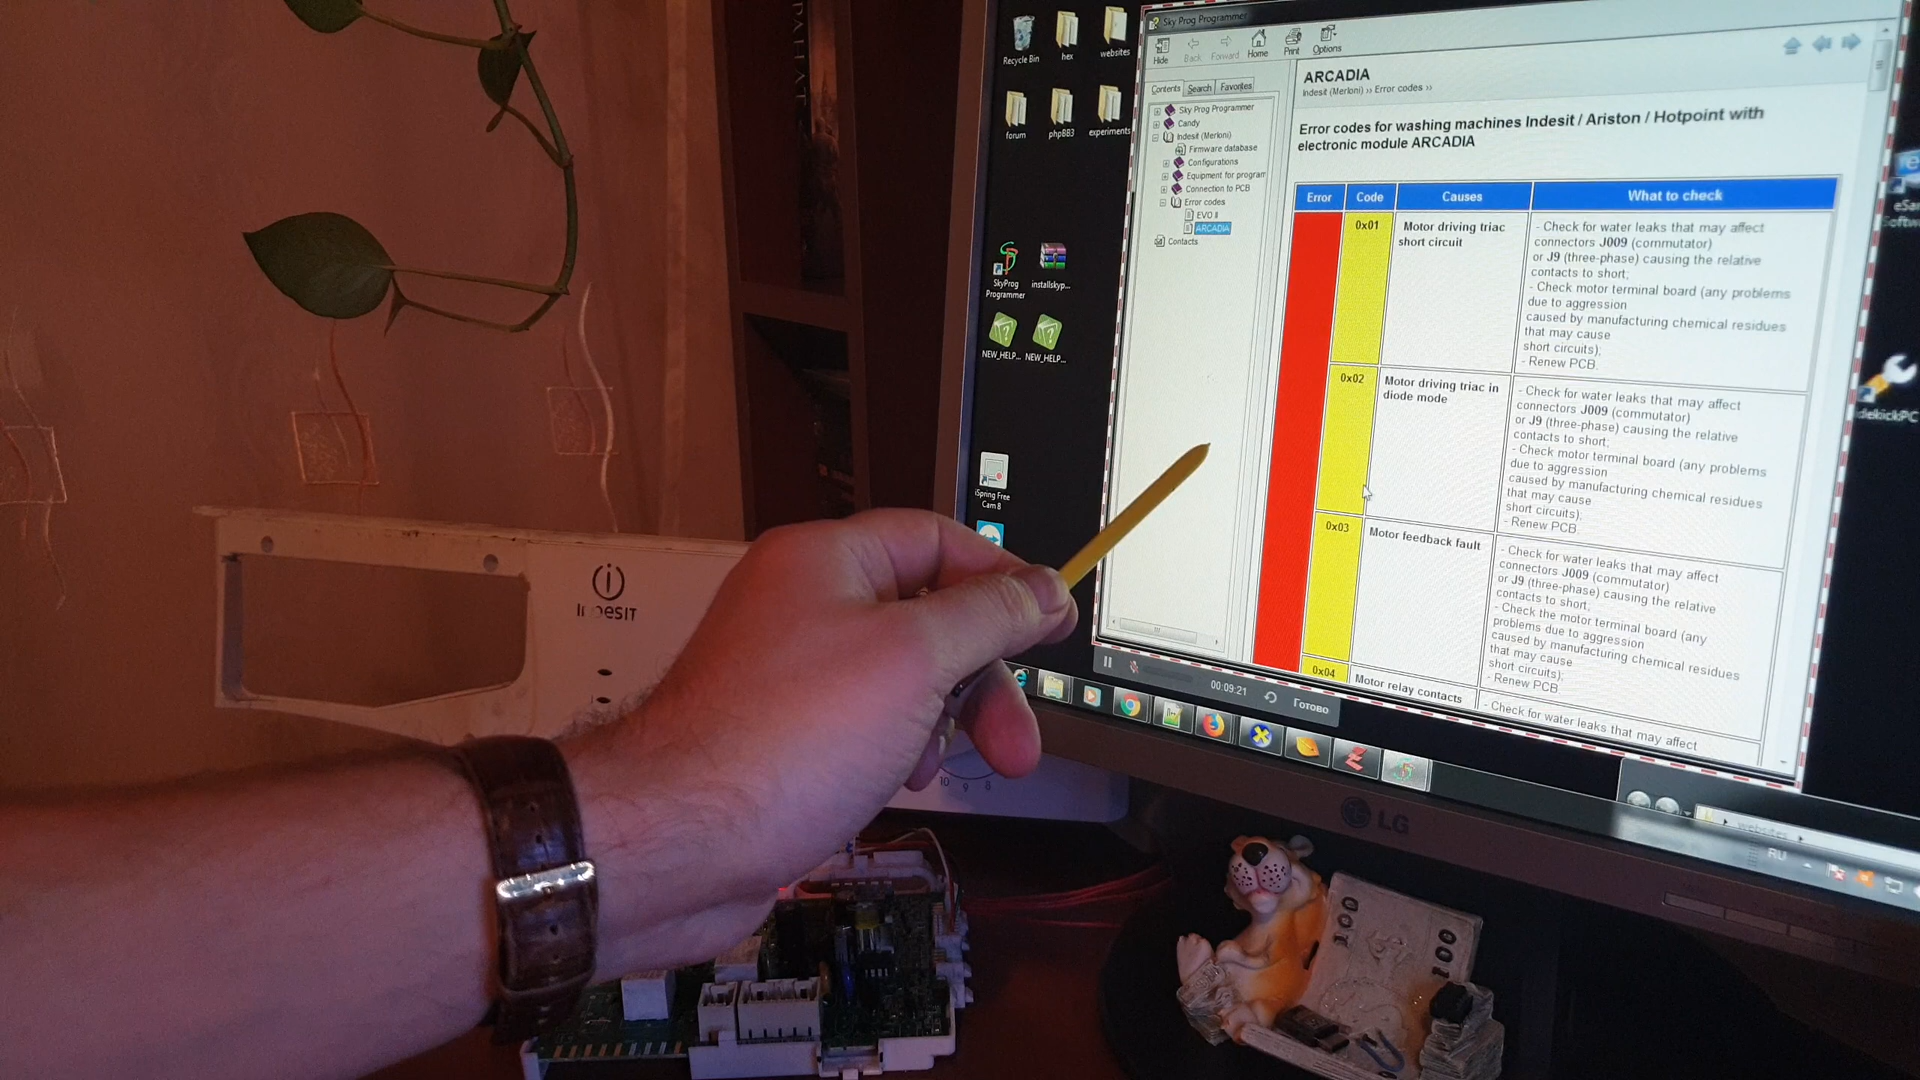 Recycle Bin
hex
websites
forum
phpBB3
experiments
SkyProg
Programmer
installskyp...
NEW_HELP...
NEW_HELP...
iSpring Free
Cam 8
Sky Prog Programmer
Hide
Back
Forward
Home
Print
Options
Contents
Search
Favorites
Sky Prog Programmer
Candy
Indesit (Merloni)
Firmware database
Configurations
Equipment for program
Connection to PCB
Error codes
EVO II
ARCADIA
Contacts
ARCADIA
Indesit (Merloni) ›› Error codes ››
Error codes for washing machines Indesit / Ariston / Hotpoint with
electronic module ARCADIA
Error
Code
Causes
What to check
0x01
Motor driving triac
short circuit
- Check for water leaks that may affect
connectors J009 (commutator)
or J9 (three-phase) causing the relative
contacts to short;
- Check motor terminal board (any problems
due to aggression
caused by manufacturing chemical residues
that may cause
short circuits);
- Renew PCB.
0x02
Motor driving triac in
diode mode
- Check for water leaks that may affect
connectors J009 (commutator)
or J9 (three-phase) causing the relative
contacts to short;
- Check motor terminal board (any problems
due to aggression
caused by manufacturing chemical residues
that may cause
short circuits);
- Renew PCB.
0x03
Motor feedback fault
- Check for water leaks that may affect
connectors J009 (commutator)
or J9 (three-phase) causing the relative
contacts to short;
- Check the motor terminal board (any
problems due to aggression
caused by manufacturing chemical residues
that may cause
short circuits);
- Renew PCB.
0x04
Motor relay contacts
- Check for water leaks that may affect
00:09:21
Готово
websites
RU
LG
INDESIT
10 9 8
100
100